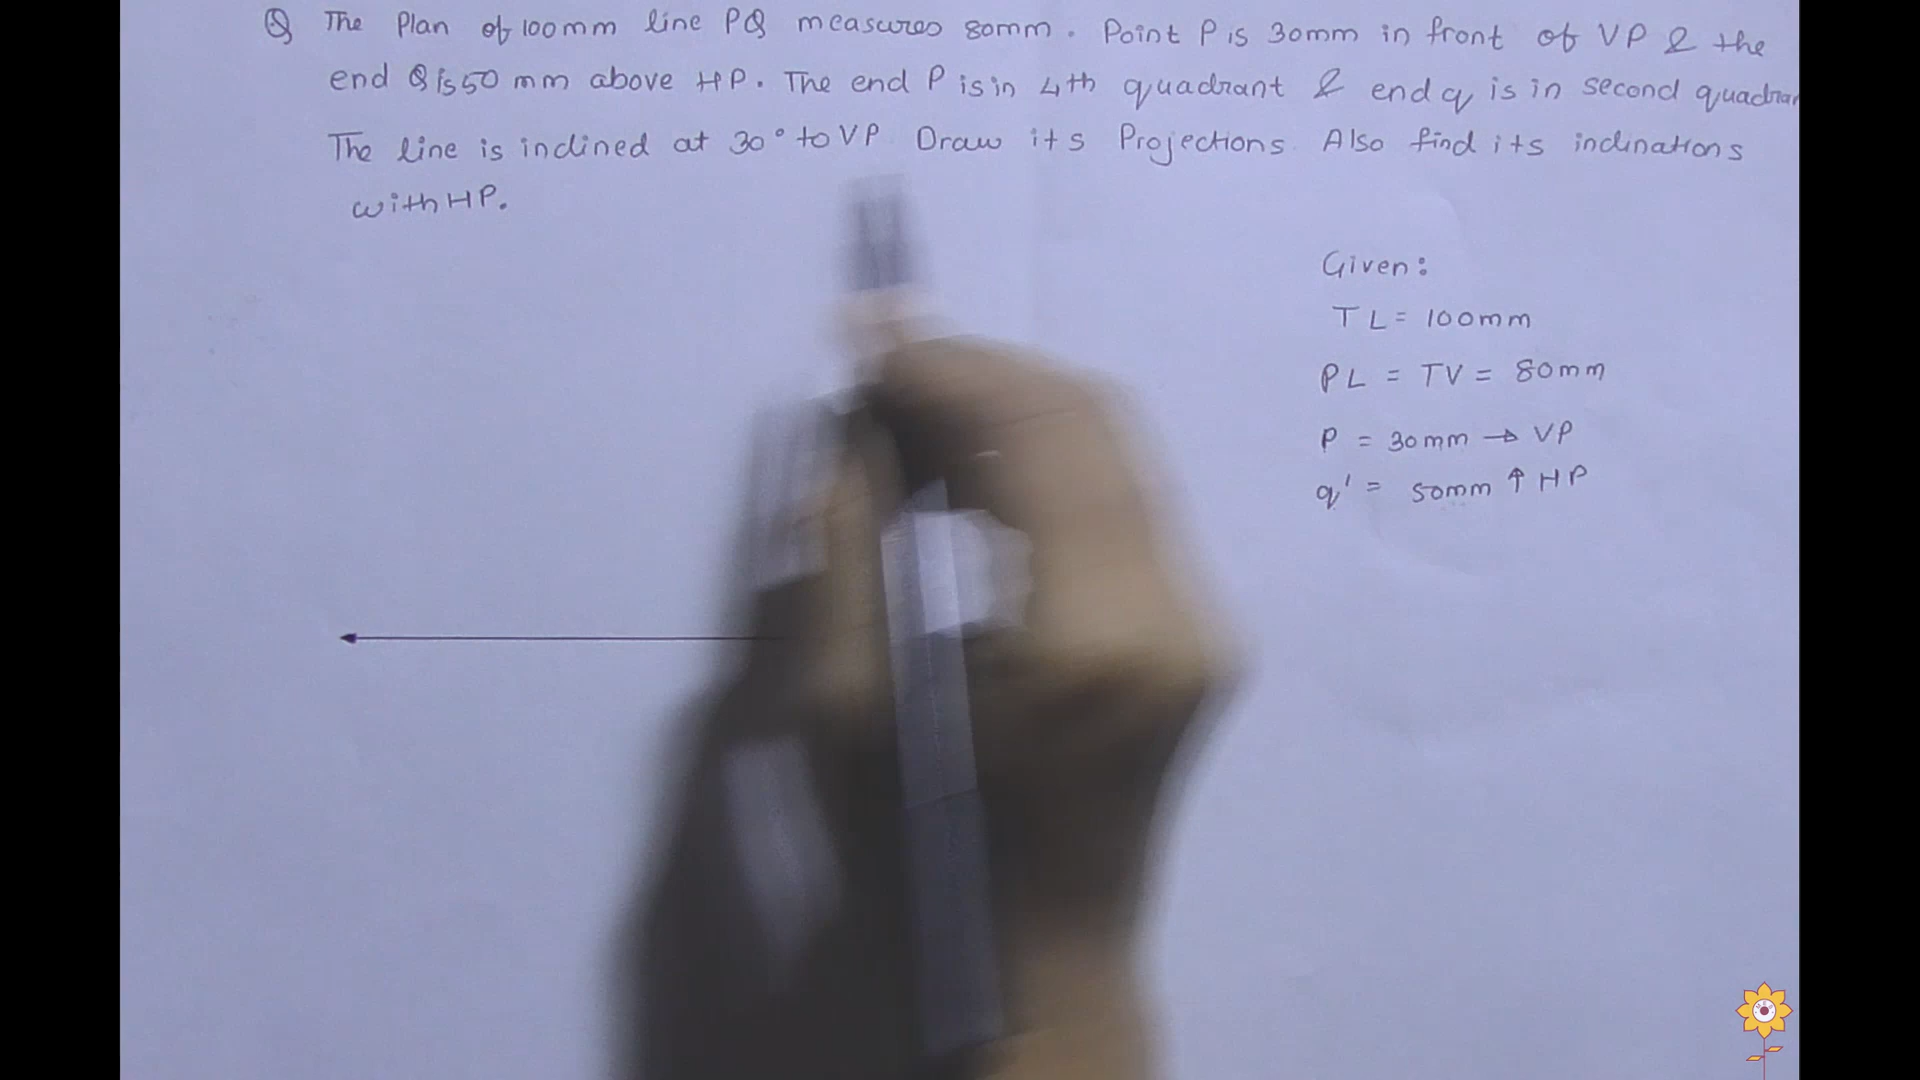 Q The Plan of 100mm line PQ measures 80mm. Point P is 30mm in front of VP & the
end Q is 50 mm above HP. The end P is in 4th quadrant & end q is in second
The line is inclined at 30° to VP Draw its Projections. Also find its inclinations
with HP.
Given:
TL = 100mm
PL = TV = 80mm
P = 30mm → VP
q' = 50mm ↑ HP